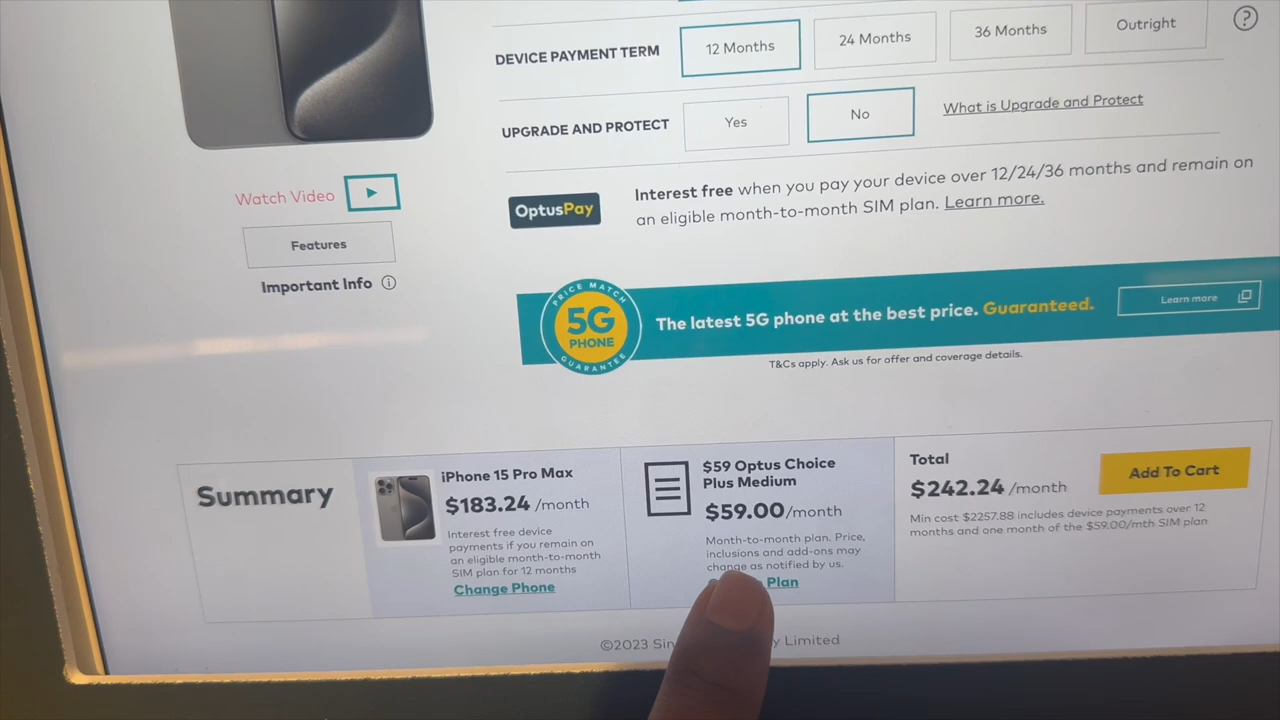 DEVICE PAYMENT TERM
12 Months
24 Months
36 Months
Outright
?
UPGRADE AND PROTECT
Yes
No
What is Upgrade and Protect
Watch Video
Features
Important Info
OptusPay
Interest free when you pay your device over 12/24/36 months and remain on
an eligible month-to-month SIM plan. Learn more.
PRICE MATCH
5G
PHONE
GUARANTEE
The latest 5G phone at the best price. Guaranteed.
Learn more
T&Cs apply. Ask us for offer and coverage details.
Summary
iPhone 15 Pro Max
$183.24 /month
Interest free device
payments if you remain on
an eligible month-to-month
SIM plan for 12 months
Change Phone
$59 Optus Choice
Plus Medium
$59.00/month
Month-to-month plan. Price,
inclusions and add-ons may
change as notified by us.
Plan
Total
$242.24 /month
Min cost $2257.88 includes device payments over 12
months and one month of the $59.00/mth SIM plan
Add To Cart
©2023 Limited